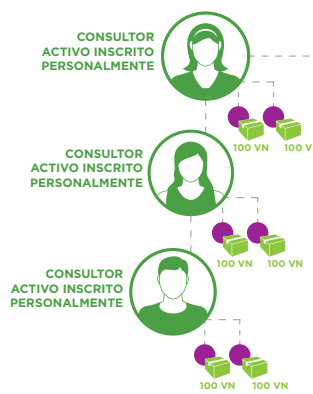 CONSULTOR
ACTIVO INSCRITO
PERSONALMENTE
100 VN 100 V
CONSULTOR
ACTIVO INSCRITO
PERSONALMENTE
100 VN 100 VN
CONSULTOR
ACTIVO INSCRITO
PERSONALMENTE
100 VN 100 VN